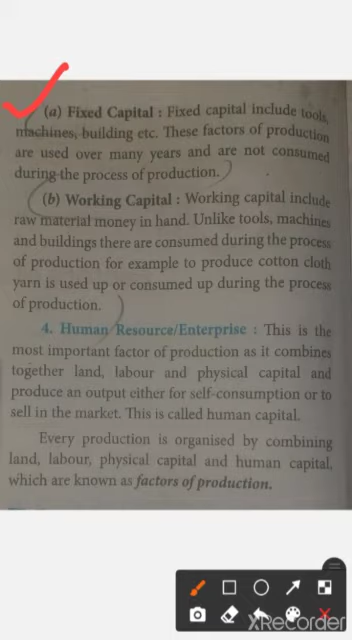 (a) Fixed Capital : Fixed capital include tools,
machines, building etc. These factors of production
are used over many years and are not consumed
during the process of production.
(b) Working Capital : Working capital include
raw material money in hand. Unlike tools, machines
and buildings there are consumed during the process
of production for example to produce cotton cloth
yarn is used up or consumed up during the process
of production.
4. Human Resource/Enterprise : This is the
most important factor of production as it combines
together land, labour and physical capital and
produce an output either for self-consumption or to
sell in the market. This is called human capital.
Every production is organised by combining
land, labour, physical capital and human capital,
which are known as factors of production.
XRecorder